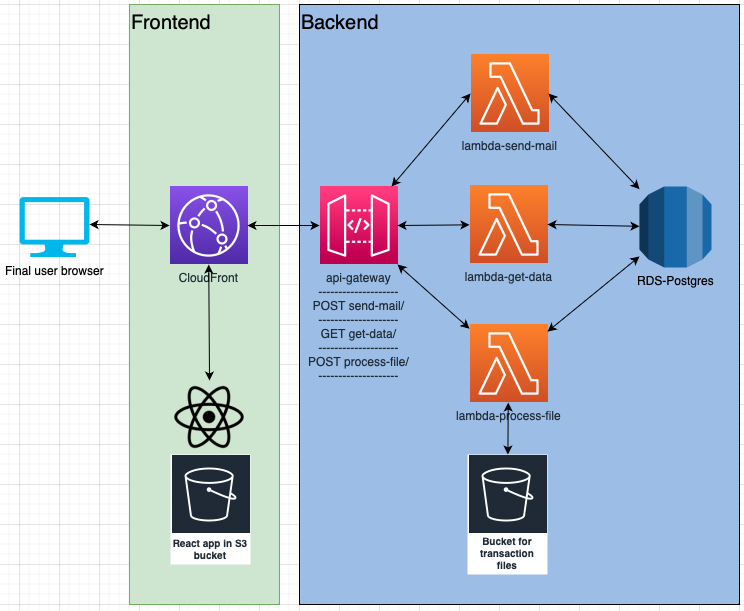 Frontend
Backend
lambda-send-mail
Final user browser
CloudFront
api-gateway
--------------------
POST send-mail/
--------------------
GET get-data/
--------------------
POST process-file/
--------------------
lambda-get-data
RDS-Postgres
lambda-process-file
React app in S3
bucket
Bucket for
transaction
files